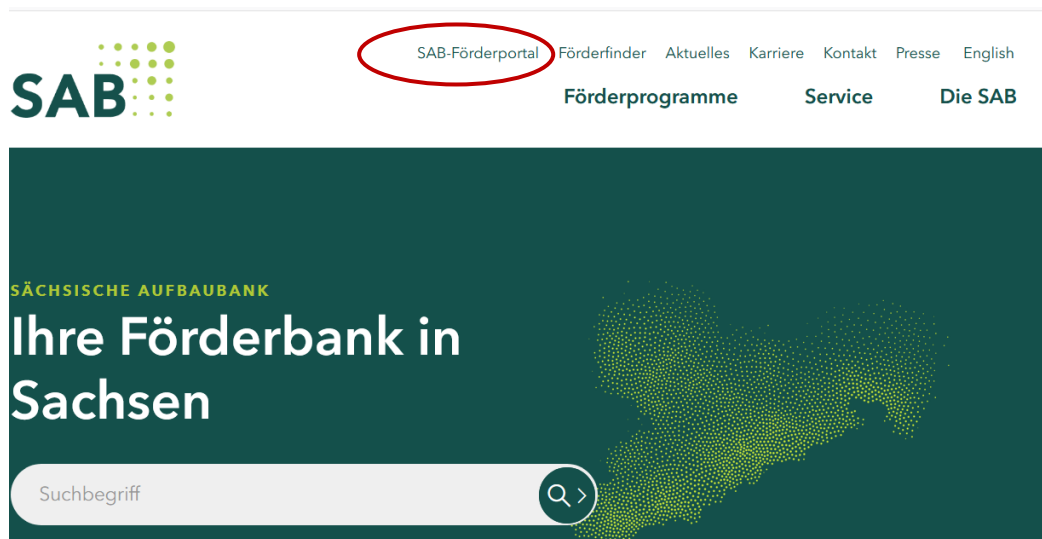 SAB
SAB-Förderportal Förderfinder Aktuelles Karriere Kontakt Presse English
Förderprogramme Service Die SAB
SÄCHSISCHE AUFBAUBANK
Ihre Förderbank in
Sachsen
Suchbegriff